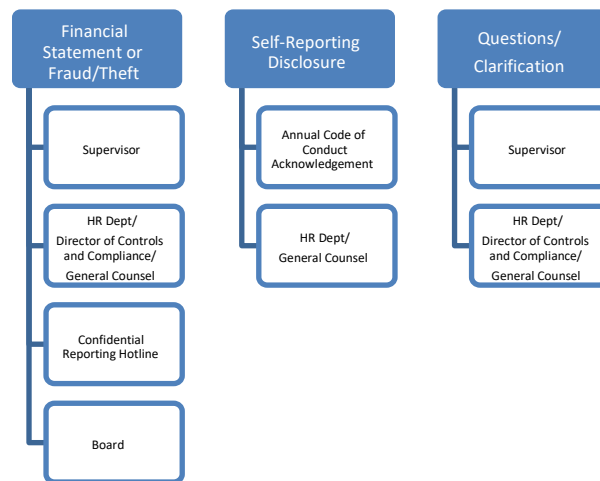 Financial
Statement or
Fraud/Theft
Supervisor
HR Dept/
Director of Controls
and Compliance/
General Counsel
Confidential
Reporting Hotline
Board
Self-Reporting
Disclosure
Annual Code of
Conduct
Acknowledgement
HR Dept/
General Counsel
Questions/
Clarification
Supervisor
HR Dept/
Director of Controls
and Compliance/
General Counsel